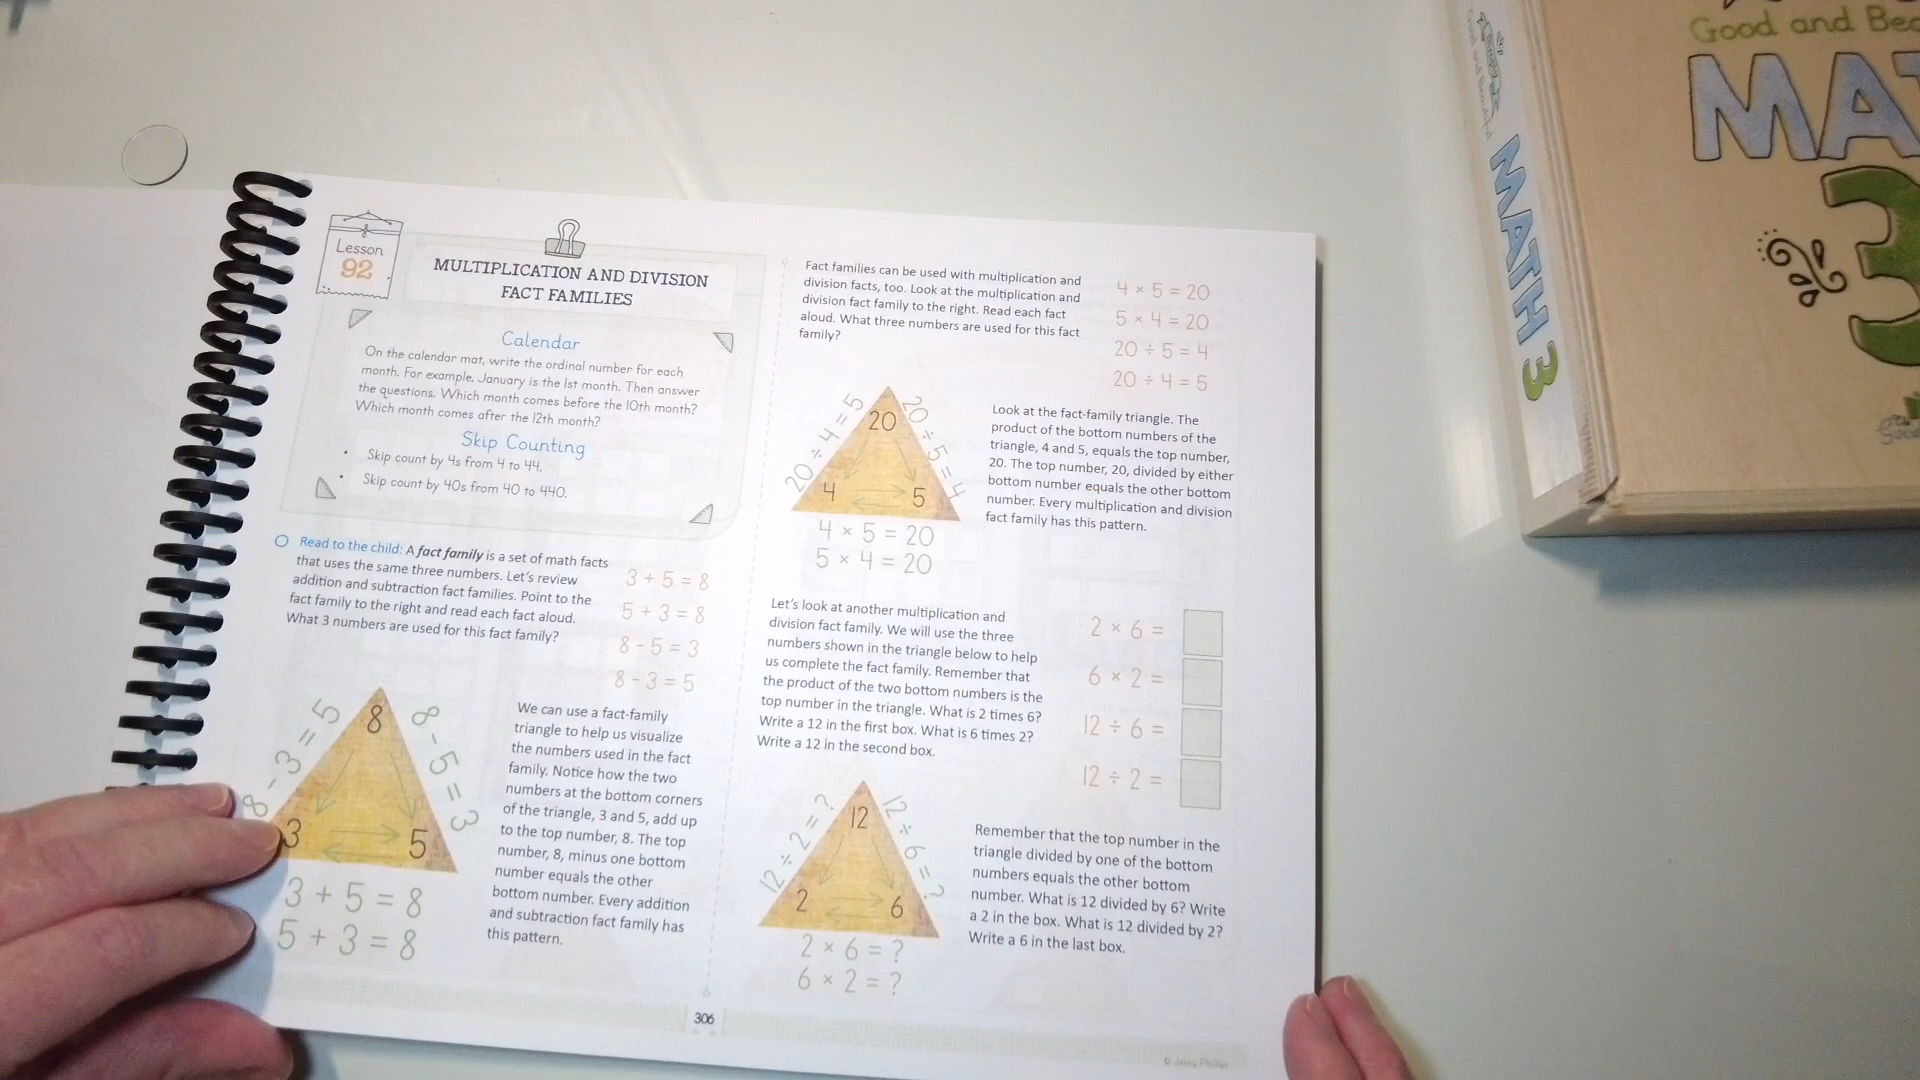 Lesson
92
MULTIPLICATION AND DIVISION
FACT FAMILIES
Calendar
On the calendar mat, write the ordinal number for each
month. For example, January is the 1st month. Then answer
the questions. Which month comes before the 10th month?
Which month comes after the 12th month?
Skip Counting
• Skip count by 4s from 4 to 44.
• Skip count by 40s from 40 to 440.
Read to the child: A fact family is a set of math facts
that uses the same three numbers. Let's review
addition and subtraction fact families. Point to the
fact family to the right and read each fact aloud.
What 3 numbers are used for this fact family?
3 + 5 = 8
5 + 3 = 8
8 - 5 = 3
8 - 3 = 5
8 - 3 = 5
8
8 - 5 = 3
3
5
3 + 5 = 8
5 + 3 = 8
We can use a fact-family
triangle to help us visualize
the numbers used in the fact
family. Notice how the two
numbers at the bottom corners
of the triangle, 3 and 5, add up
to the top number, 8. The top
number, 8, minus one bottom
number equals the other
bottom number. Every addition
and subtraction fact family has
this pattern.
Fact families can be used with multiplication and
division facts, too. Look at the multiplication and
division fact family to the right. Read each fact
aloud. What three numbers are used for this fact
family?
4 × 5 = 20
5 × 4 = 20
20 ÷ 5 = 4
20 ÷ 4 = 5
20 ÷ 4 = 5
20
20 ÷ 5 = 4
4
5
4 × 5 = 20
5 × 4 = 20
Look at the fact-family triangle. The
product of the bottom numbers of the
triangle, 4 and 5, equals the top number,
20. The top number, 20, divided by either
bottom number equals the other bottom
number. Every multiplication and division
fact family has this pattern.
Let's look at another multiplication and
division fact family. We will use the three
numbers shown in the triangle below to help
us complete the fact family. Remember that
the product of the two bottom numbers is the
top number in the triangle. What is 2 times 6?
Write a 12 in the first box. What is 6 times 2?
Write a 12 in the second box.
2 × 6 =
6 × 2 =
12 ÷ 6 =
12 ÷ 2 =
12 ÷ 2 = ?
12
12 ÷ 6 = ?
2
6
2 × 6 = ?
6 × 2 = ?
Remember that the top number in the
triangle divided by one of the bottom
numbers equals the other bottom
number. What is 12 divided by 6? Write
a 2 in the box. What is 12 divided by 2?
Write a 6 in the last box.
306
© Jenny Phillips
Simply
Good and Beautiful
MATH 3
Good and Bea
MAT
3